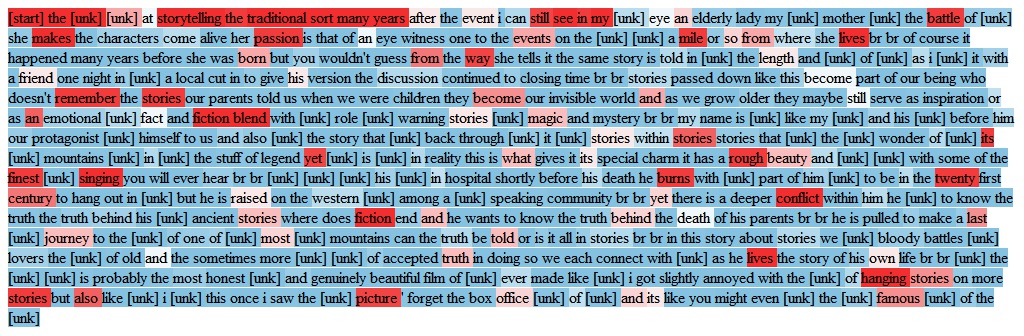 [start] the [unk] [unk] at storytelling the traditional sort many years after the event i can still see in my [unk] eye an elderly lady my [unk] mother [unk] the battle of [unk]
she makes the characters come alive her passion is that of an eye witness one to the events on the [unk] [unk] a mile or so from where she lives br br of course it
happened many years before she was born but you wouldn't guess from the way she tells it the same story is told in [unk] the length and [unk] of [unk] as i [unk] it with
a friend one night in [unk] a local cut in to give his version the discussion continued to closing time br br stories passed down like this become part of our being who
doesn't remember the stories our parents told us when we were children they become our invisible world and as we grow older they maybe still serve as inspiration or
as an emotional [unk] fact and fiction blend with [unk] role [unk] warning stories [unk] magic and mystery br br my name is [unk] like my [unk] and his [unk] before him
our protagonist [unk] himself to us and also [unk] the story that [unk] back through [unk] it [unk] stories within stories stories that [unk] the [unk] wonder of [unk] its
[unk] mountains [unk] in [unk] the stuff of legend yet [unk] is [unk] in reality this is what gives it its special charm it has a rough beauty and [unk] with some of the
finest [unk] singing you will ever hear br br [unk] [unk] [unk] his [unk] in hospital shortly before his death he burns with [unk] part of him [unk] to be in the twenty first
century to hang out in [unk] but he is raised on the western [unk] among a [unk] speaking community br br yet there is a deeper conflict within him he [unk] to know the
truth the truth behind his [unk] ancient stories where does fiction end and he wants to know the truth behind the death of his parents br br he is pulled to make a last
[unk] journey to the [unk] of one of [unk] most [unk] mountains can the truth be told or is it all in stories br br in this story about stories we [unk] bloody battles [unk]
lovers the [unk] of old and the sometimes more [unk] [unk] of accepted truth in doing so we each connect with [unk] as he lives the story of his own life br br [unk] the
[unk] [unk] is probably the most honest [unk] and genuinely beautiful film of [unk] ever made like [unk] i got slightly annoyed with the [unk] of hanging stories on more
stories but also like [unk] i [unk] this once i saw the [unk] picture ' forget the box office [unk] of [unk] and its like you might even [unk] the [unk] famous [unk] of the
[unk]